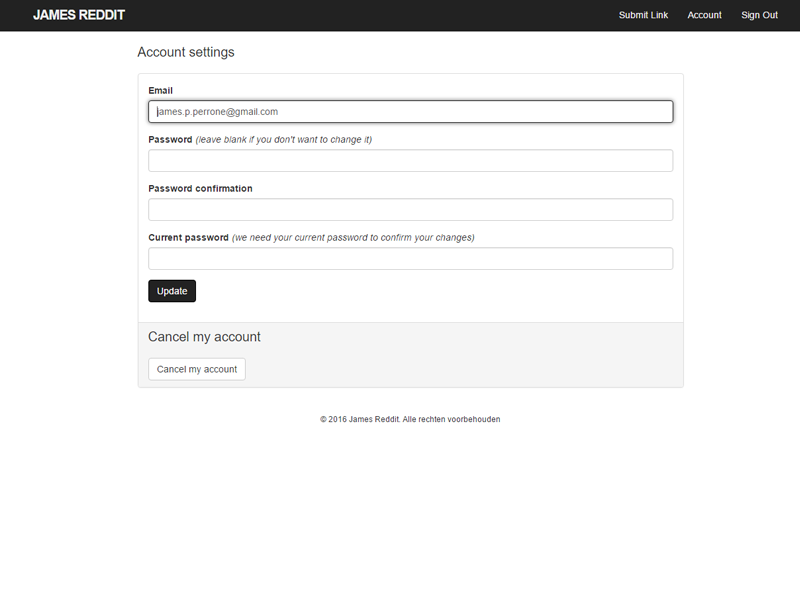 JAMES REDDIT
Submit Link Account Sign Out
Account settings
Email
james.p.perrone@gmail.com
Password (leave blank if you don't want to change it)
Password confirmation
Current password (we need your current password to confirm your changes)
Update
Cancel my account
Cancel my account
© 2016 James Reddit. Alle rechten voorbehouden